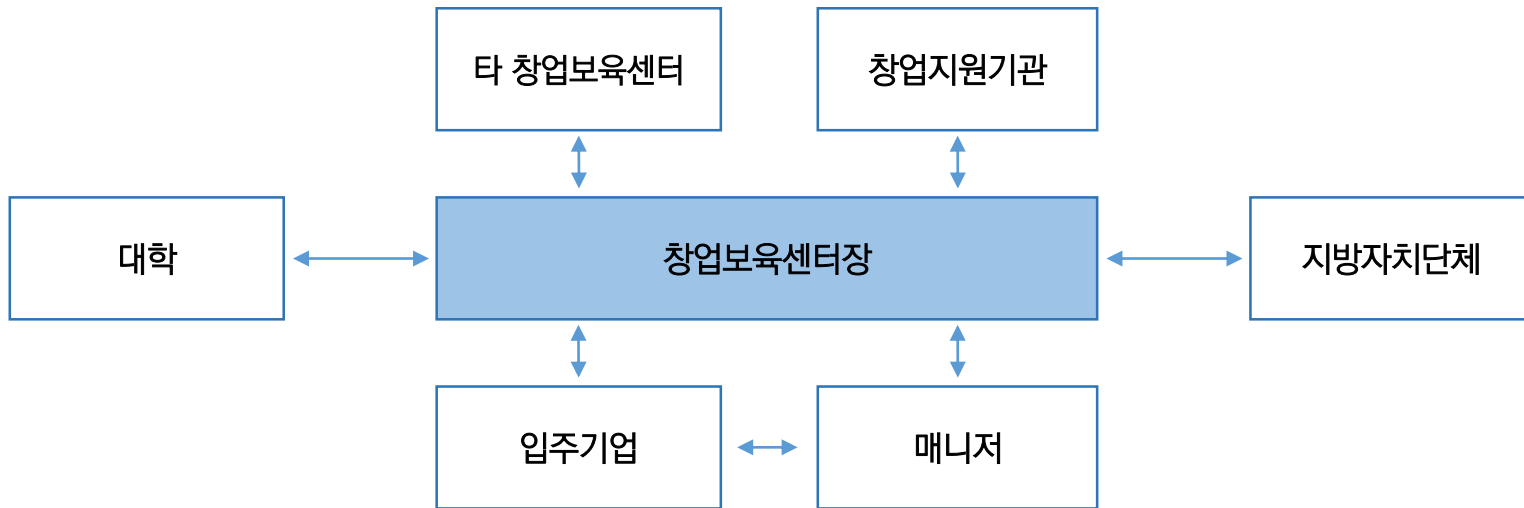 타 창업보육센터
창업지원기관
대학
창업보육센터장
지방자치단체
입주기업
매니저